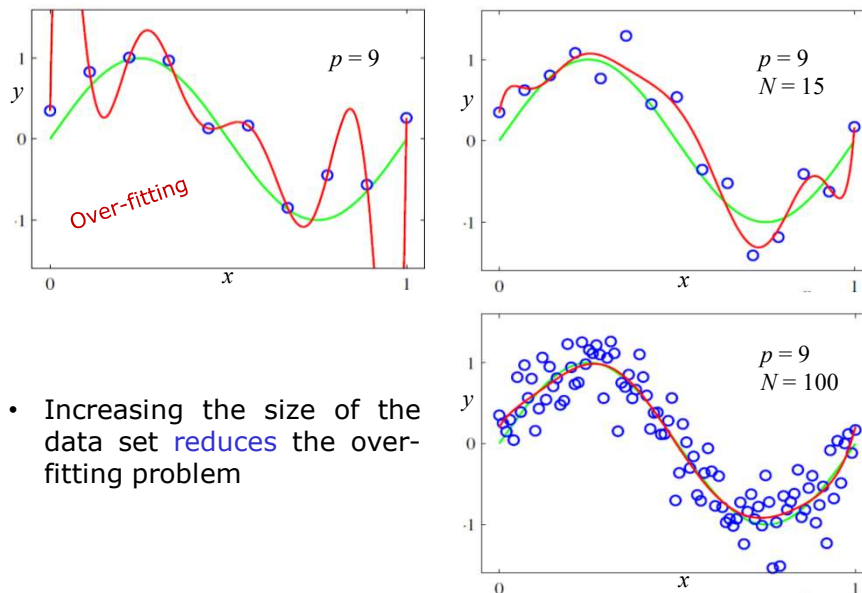 p = 9
y
1
0
-1
Over-fitting
0
x
1
p = 9
N = 15
y
1
0
-1
0
x
1
p = 9
N = 100
y
1
0
-1
0
x
1
• Increasing the size of the
data set reduces the over-
fitting problem